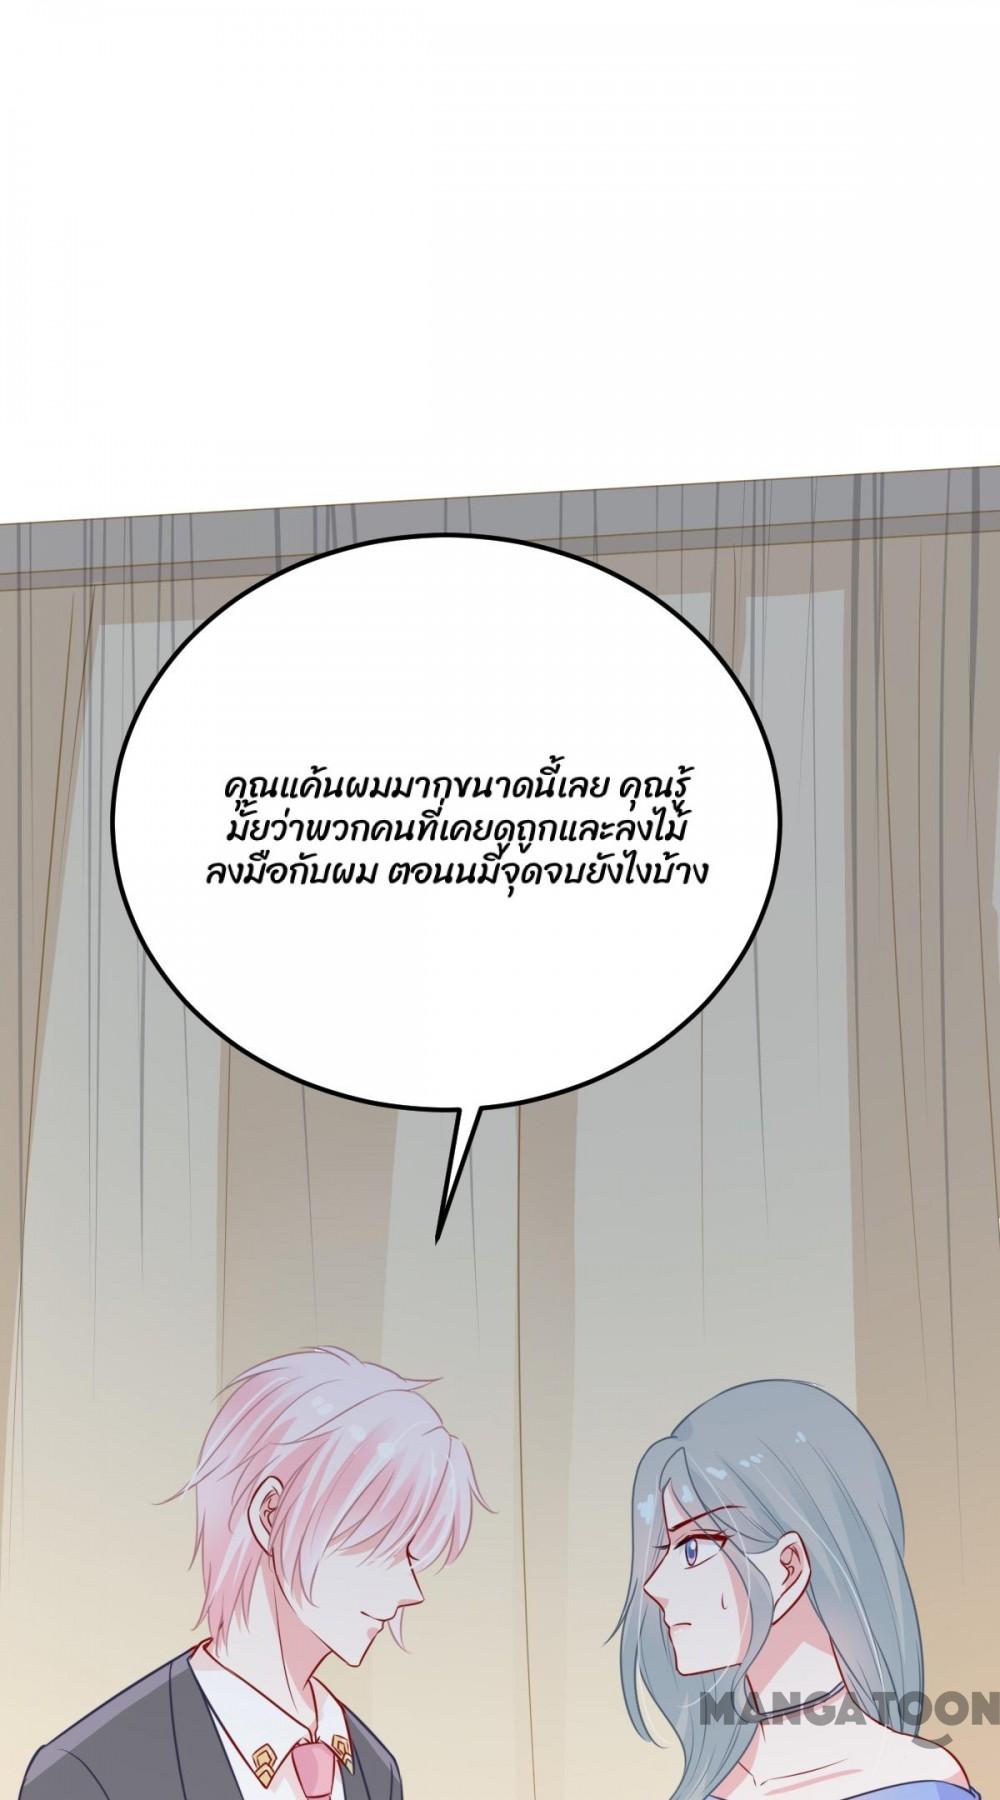 คุณแค้นผมมากขนาดนี้เลย คุณรู้
มั้ยว่าพวกคนที่เคยดูถูกและลงไม้
ลงมือกับผม ตอนนมีจุดจบยังไงบ้าง
MANGATOON